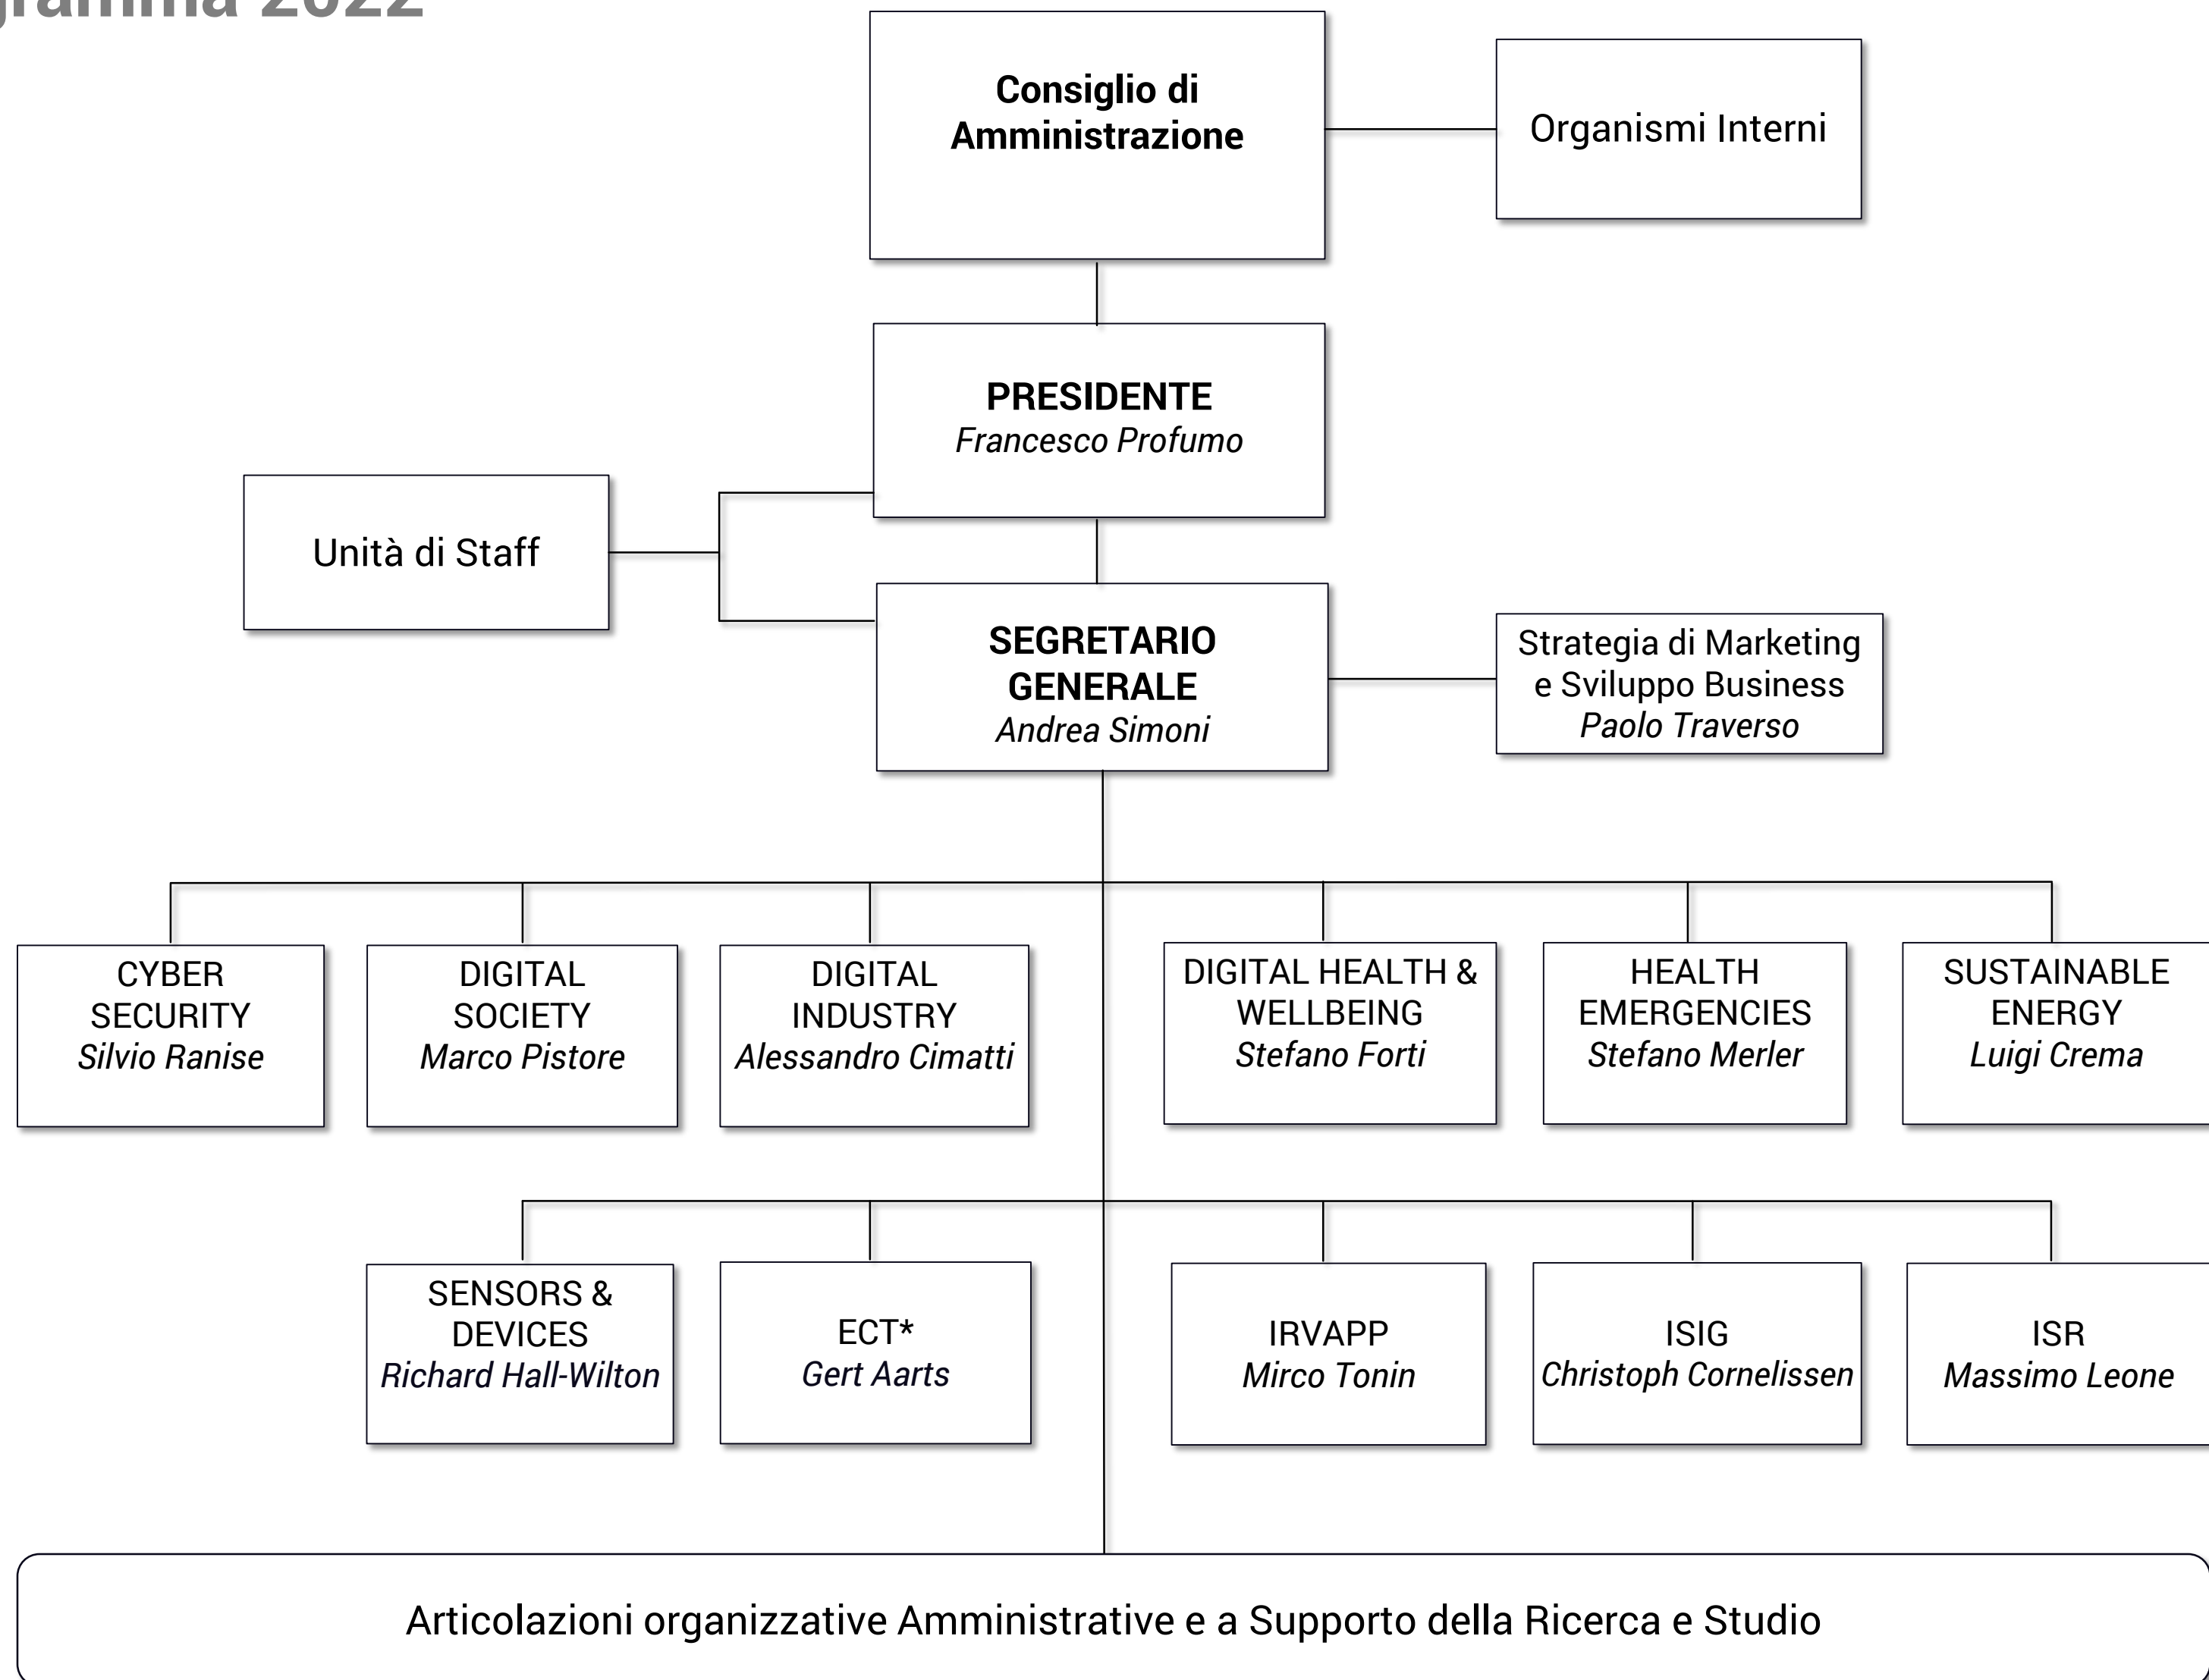 gramma 2022
Consiglio di
Amministrazione
Organismi Interni
PRESIDENTE
Francesco Profumo
Unità di Staff
SEGRETARIO
GENERALE
Andrea Simoni
Strategia di Marketing
e Sviluppo Business
Paolo Traverso
CYBER
SECURITY
Silvio Ranise
DIGITAL
SOCIETY
Marco Pistore
DIGITAL
INDUSTRY
Alessandro Cimatti
DIGITAL HEALTH &
WELLBEING
Stefano Forti
HEALTH
EMERGENCIES
Stefano Merler
SUSTAINABLE
ENERGY
Luigi Crema
SENSORS &
DEVICES
Richard Hall-Wilton
ECT*
Gert Aarts
IRVAPP
Mirco Tonin
ISIG
Christoph Cornelissen
ISR
Massimo Leone
Articolazioni organizzative Amministrative e a Supporto della Ricerca e Studio